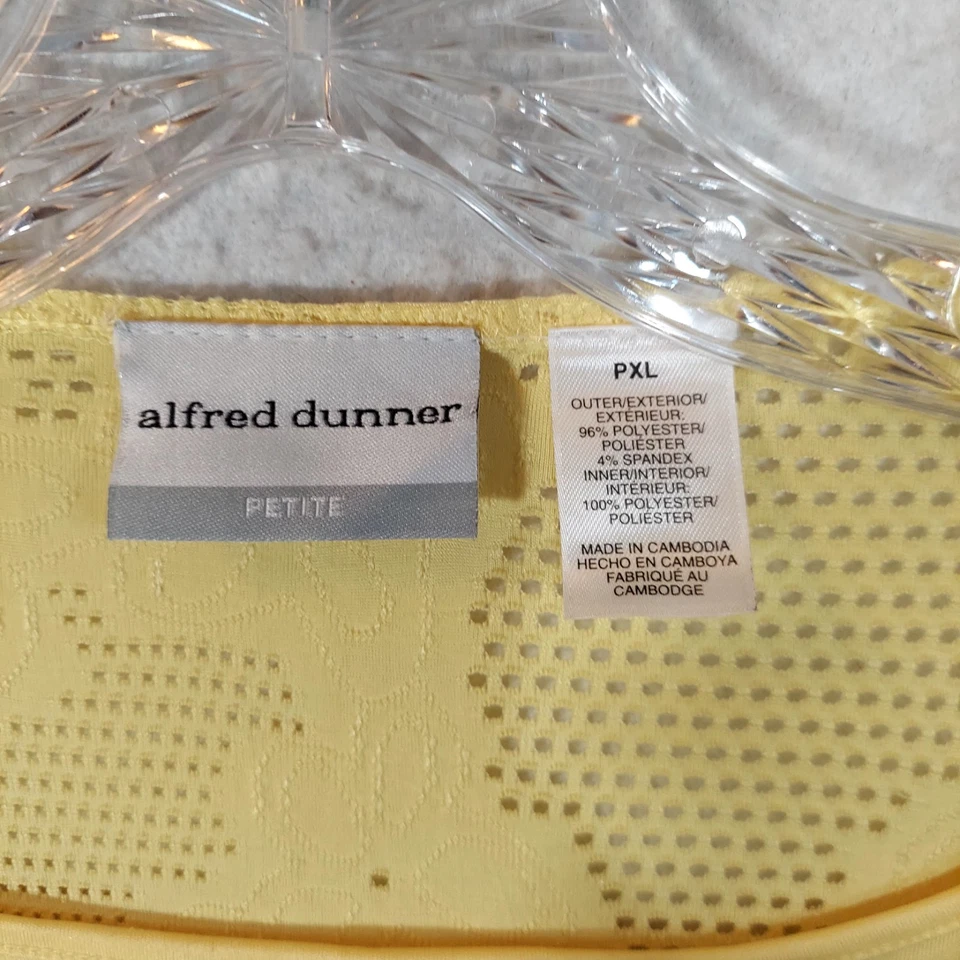 alfred dunner
PETITE
PXL
OUTER/EXTERIOR/
EXTÉRIEUR:
96% POLYESTER/
POLIÉSTER
4% SPANDEX
INNER/INTERIOR/
INTÉRIEUR:
100% POLYESTER/
POLIÉSTER
MADE IN CAMBODIA
HECHO EN CAMBOYA
FABRIQUÉ AU
CAMBODGE